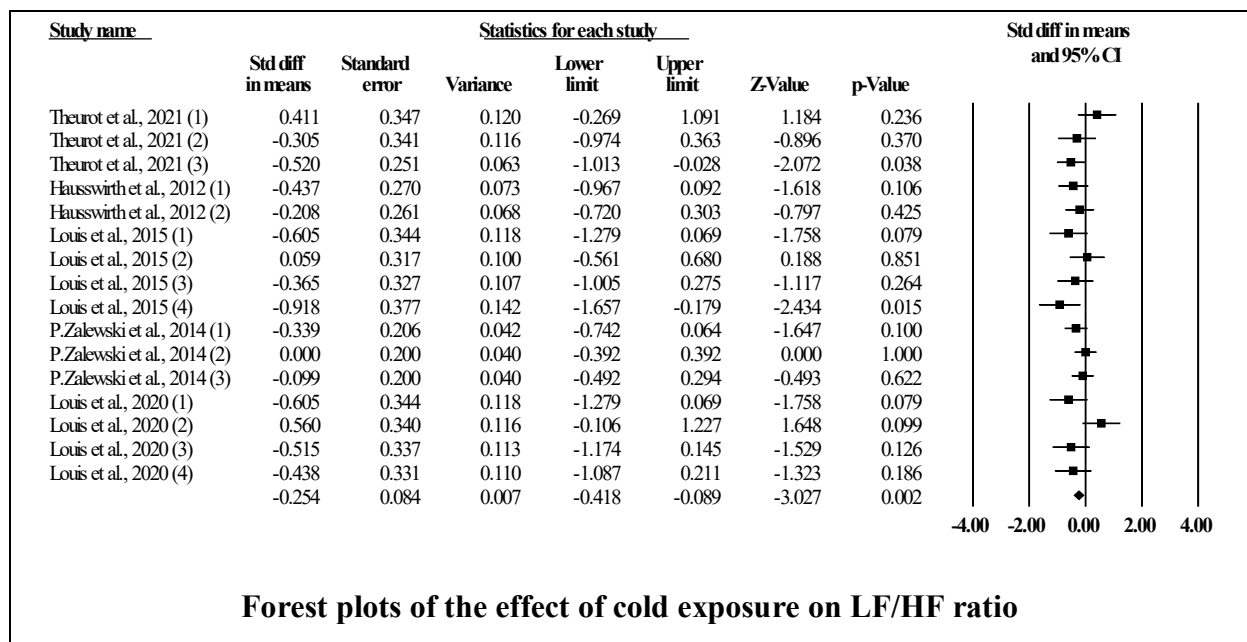 Study name Statistics for each study Std diff in means and 95% CI
Std diff in means Standard error Variance Lower limit Upper limit Z-Value p-Value
Theurot et al., 2021 (1) 0.411 0.347 0.120 -0.269 1.091 1.184 0.236
Theurot et al., 2021 (2) -0.305 0.341 0.116 -0.974 0.363 -0.896 0.370
Theurot et al., 2021 (3) -0.520 0.251 0.063 -1.013 -0.028 -2.072 0.038
Hausswirth et al., 2012 (1) -0.437 0.270 0.073 -0.967 0.092 -1.618 0.106
Hausswirth et al., 2012 (2) -0.208 0.261 0.068 -0.720 0.303 -0.797 0.425
Louis et al., 2015 (1) -0.605 0.344 0.118 -1.279 0.069 -1.758 0.079
Louis et al., 2015 (2) 0.059 0.317 0.100 -0.561 0.680 0.188 0.851
Louis et al., 2015 (3) -0.365 0.327 0.107 -1.005 0.275 -1.117 0.264
Louis et al., 2015 (4) -0.918 0.377 0.142 -1.657 -0.179 -2.434 0.015
P.Zalewski et al., 2014 (1) -0.339 0.206 0.042 -0.742 0.064 -1.647 0.100
P.Zalewski et al., 2014 (2) 0.000 0.200 0.040 -0.392 0.392 0.000 1.000
P.Zalewski et al., 2014 (3) -0.099 0.200 0.040 -0.492 0.294 -0.493 0.622
Louis et al., 2020 (1) -0.605 0.344 0.118 -1.279 0.069 -1.758 0.079
Louis et al., 2020 (2) 0.560 0.340 0.116 -0.106 1.227 1.648 0.099
Louis et al., 2020 (3) -0.515 0.337 0.113 -1.174 0.145 -1.529 0.126
Louis et al., 2020 (4) -0.438 0.331 0.110 -1.087 0.211 -1.323 0.186
-0.254 0.084 0.007 -0.418 -0.089 -3.027 0.002
-4.00 -2.00 0.00 2.00 4.00
Forest plots of the effect of cold exposure on LF/HF ratio